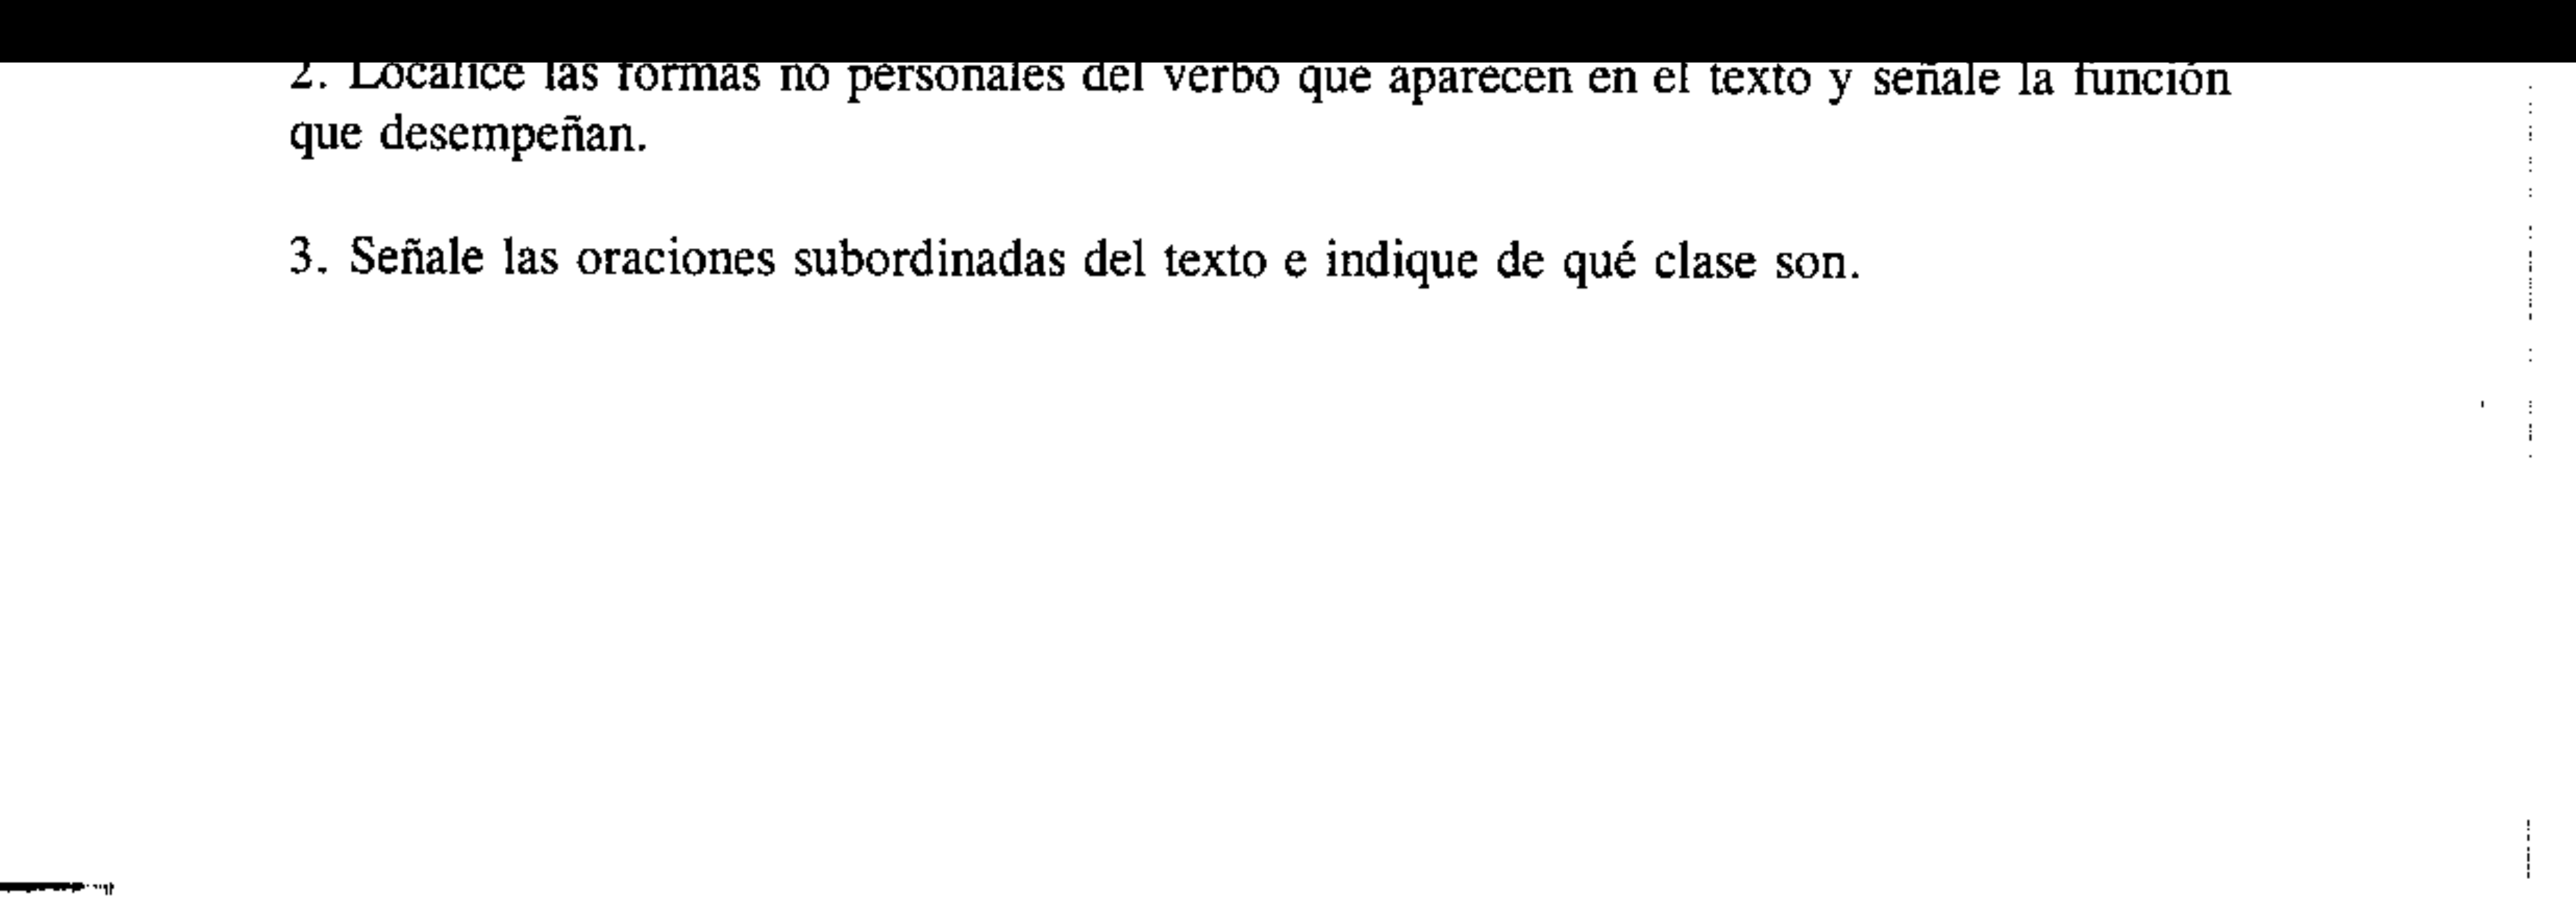 2. Localice las formas no personales del verbo que aparecen en el texto y señale la función
que desempeñan.
3. Señale las oraciones subordinadas del texto e indique de qué clase son.